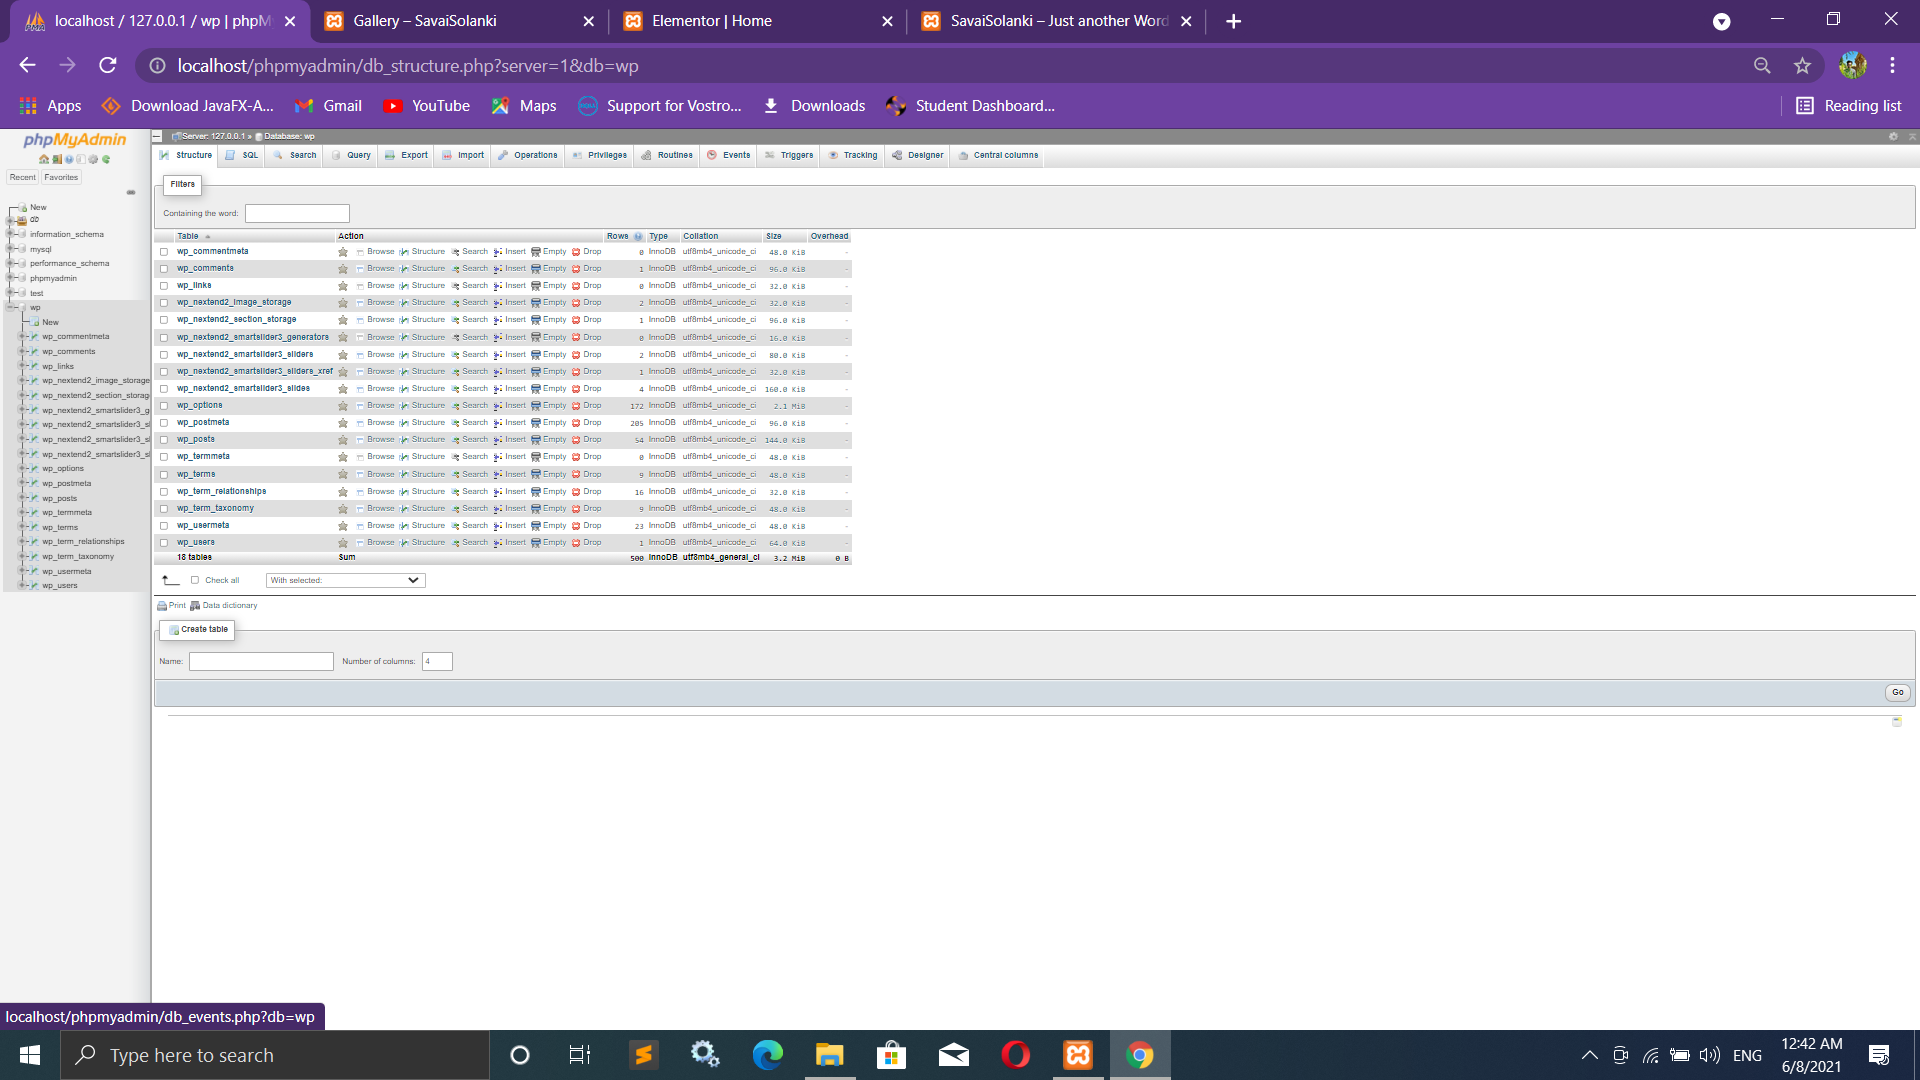 localhost / 127.0.0.1 / wp | phpM
Gallery – SavaiSolanki
Elementor | Home
SavaiSolanki – Just another Word
localhost/phpmyadmin/db_structure.php?server=1&db=wp
Apps
Download JavaFX-A...
Gmail
YouTube
Maps
Support for Vostro...
Downloads
Student Dashboard...
Reading list
phpMyAdmin
Recent Favorites
New
db
information_schema
mysql
performance_schema
phpmyadmin
test
wp
New
wp_commentmeta
wp_comments
wp_links
wp_nextend2_image_storage
wp_nextend2_section_storag
wp_nextend2_smartslider3_g
wp_nextend2_smartslider3_sl
wp_nextend2_smartslider3_sl
wp_nextend2_smartslider3_sl
wp_options
wp_postmeta
wp_posts
wp_termmeta
wp_terms
wp_term_relationships
wp_term_taxonomy
wp_usermeta
wp_users
Server: 127.0.0.1 » Database: wp
Structure SQL Search Query Export Import Operations Privileges Routines Events Triggers Tracking Designer Central columns
Filters
Containing the word:
Table Action Rows Type Collation Size Overhead
wp_commentmeta Browse Structure Search Insert Empty Drop 0 InnoDB utf8mb4_unicode_ci 48.0 KiB -
wp_comments Browse Structure Search Insert Empty Drop 1 InnoDB utf8mb4_unicode_ci 96.0 KiB -
wp_links Browse Structure Search Insert Empty Drop 0 InnoDB utf8mb4_unicode_ci 32.0 KiB -
wp_nextend2_image_storage Browse Structure Search Insert Empty Drop 2 InnoDB utf8mb4_unicode_ci 32.0 KiB -
wp_nextend2_section_storage Browse Structure Search Insert Empty Drop 1 InnoDB utf8mb4_unicode_ci 96.0 KiB -
wp_nextend2_smartslider3_generators Browse Structure Search Insert Empty Drop 0 InnoDB utf8mb4_unicode_ci 16.0 KiB -
wp_nextend2_smartslider3_sliders Browse Structure Search Insert Empty Drop 2 InnoDB utf8mb4_unicode_ci 80.0 KiB -
wp_nextend2_smartslider3_sliders_xref Browse Structure Search Insert Empty Drop 1 InnoDB utf8mb4_unicode_ci 32.0 KiB -
wp_nextend2_smartslider3_slides Browse Structure Search Insert Empty Drop 4 InnoDB utf8mb4_unicode_ci 160.0 KiB -
wp_options Browse Structure Search Insert Empty Drop 172 InnoDB utf8mb4_unicode_ci 2.1 MiB -
wp_postmeta Browse Structure Search Insert Empty Drop 205 InnoDB utf8mb4_unicode_ci 96.0 KiB -
wp_posts Browse Structure Search Insert Empty Drop 54 InnoDB utf8mb4_unicode_ci 144.0 KiB -
wp_termmeta Browse Structure Search Insert Empty Drop 0 InnoDB utf8mb4_unicode_ci 48.0 KiB -
wp_terms Browse Structure Search Insert Empty Drop 9 InnoDB utf8mb4_unicode_ci 48.0 KiB -
wp_term_relationships Browse Structure Search Insert Empty Drop 16 InnoDB utf8mb4_unicode_ci 32.0 KiB -
wp_term_taxonomy Browse Structure Search Insert Empty Drop 9 InnoDB utf8mb4_unicode_ci 48.0 KiB -
wp_usermeta Browse Structure Search Insert Empty Drop 23 InnoDB utf8mb4_unicode_ci 48.0 KiB -
wp_users Browse Structure Search Insert Empty Drop 1 InnoDB utf8mb4_unicode_ci 64.0 KiB -
18 tables Sum 500 InnoDB utf8mb4_general_ci 3.2 MiB 0 B
Check all With selected:
Print Data dictionary
Create table
Name: Number of columns: 4
Go
localhost/phpmyadmin/db_events.php?db=wp
Type here to search
ENG
12:42 AM
6/8/2021